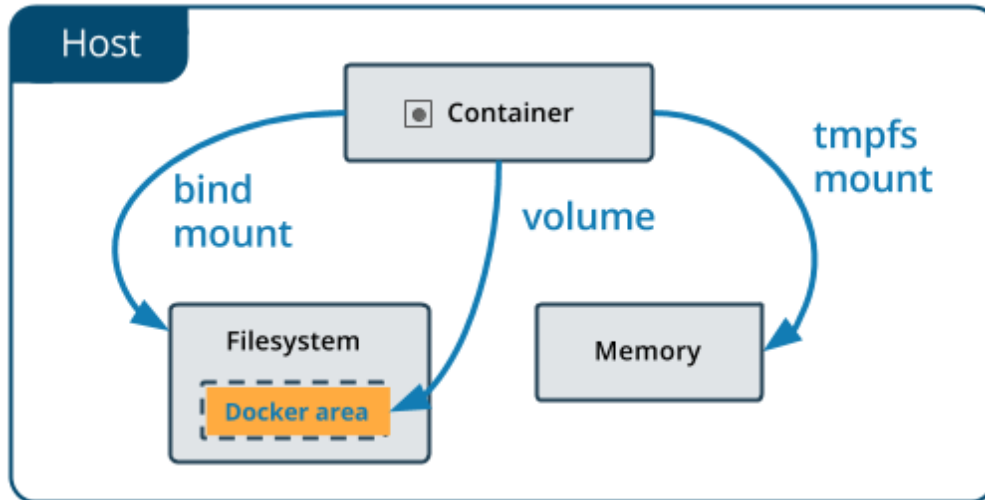 Host
Container
bind
mount
volume
tmpfs
mount
Filesystem
Docker area
Memory